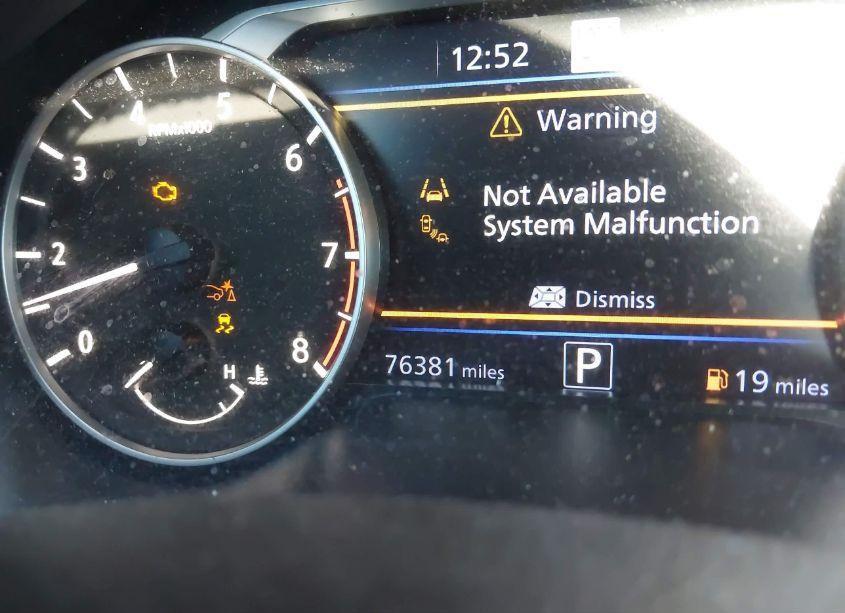 12:52
Warning
Not Available
System Malfunction
Dismiss
76381 miles
P
19 miles
RPMx1000
0
2
3
4
5
6
7
8
H